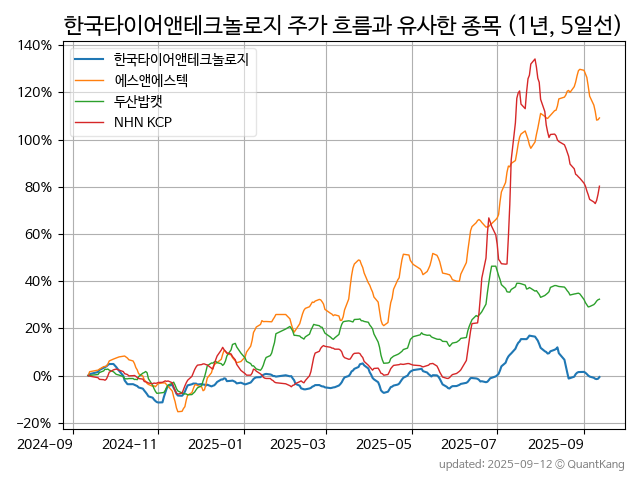 한국타이어앤테크놀로지 주가 흐름과 유사한 종목 (1년, 5일선)
140%
120%
100%
80%
60%
40%
20%
0%
−20%
한국타이어앤테크놀로지
에스앤에스텍
두산밥캣
NHN KCP
2024-09 2024-11 2025-01 2025-03 2025-05 2025-07 2025-09
updated: 2025-09-12 © QuantKang